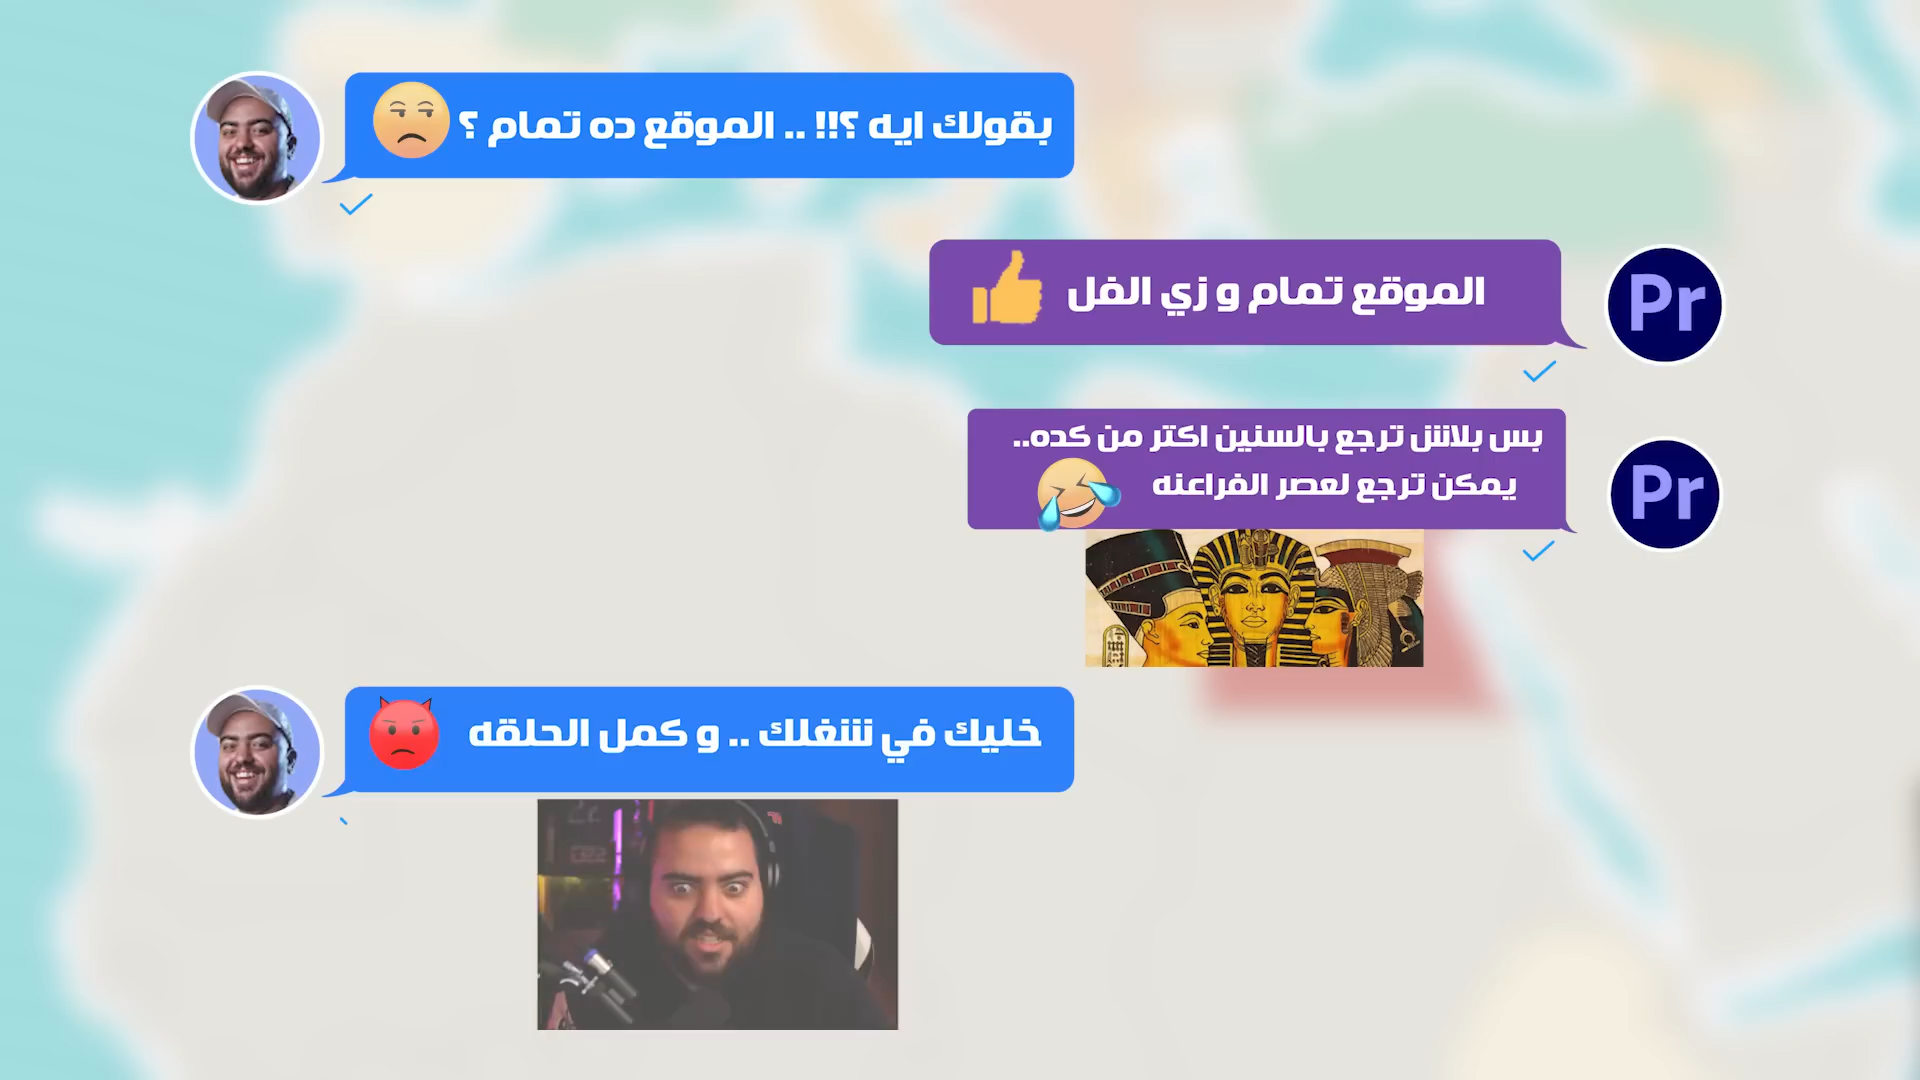 بقولك ايه ؟!! .. الموقع ده تمام ؟
الموقع تمام و زي الفل
Pr
بس بلاش ترجع بالسنين اكتر من كده..
يمكن ترجع لعصر الفراعنه
Pr
خليك في شغلك .. و كمل الحلقه